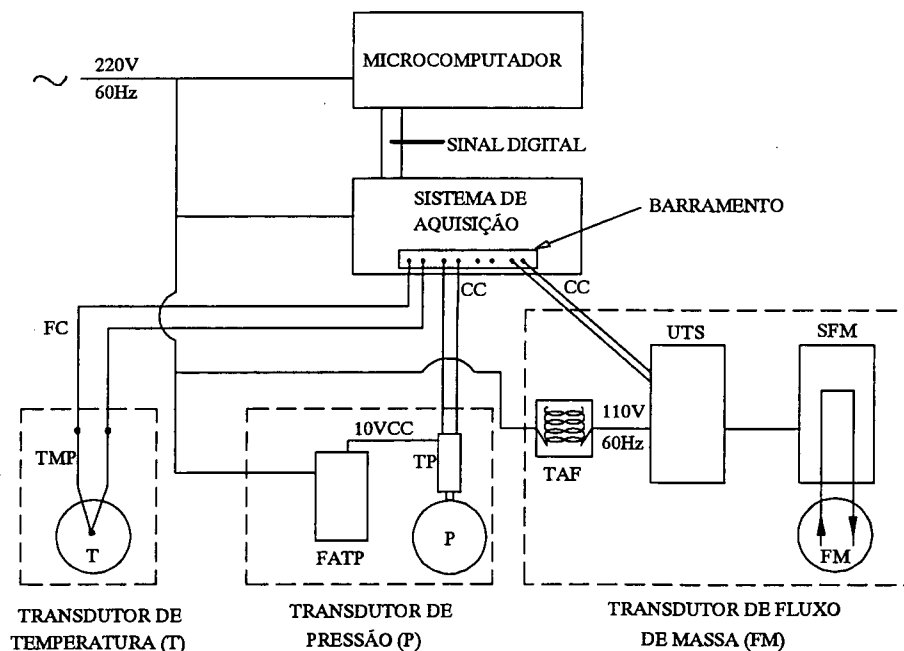 MICROCOMPUTADOR
220V
60Hz
SINAL DIGITAL
SISTEMA DE
AQUISIÇÃO
BARRAMENTO
CC
CC
FC
UTS
SFM
110V
60Hz
TAF
10VCC
TP
TMP
T
FATP
P
FM
TRANSDUTOR DE
TEMPERATURA (T)
TRANSDUTOR DE
PRESSÃO (P)
TRANSDUTOR DE FLUXO
DE MASSA (FM)